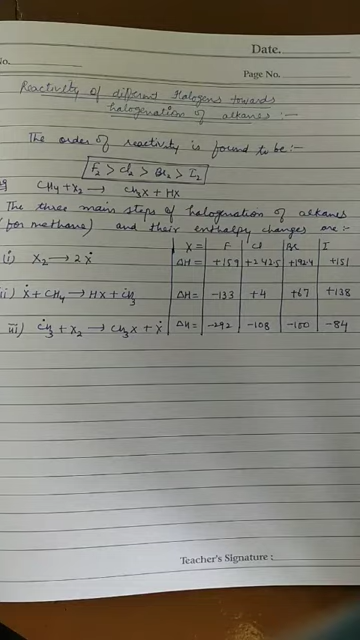 Date.
No.
Page No.
Reactivity of different Halogens towards
halogenation of alkanes :-
The order of reactivity is found to be:-
F₂ > Cl₂ > Br₂ > I₂
eg CH₄ + X₂ → CH₃X + HX
The three main steps of halogenation of alkanes
(for methane) and their enthalpy changes are:-
X = F Cl Br I
(i) X₂ → 2Ẋ ΔH = +159 +242.5 +192.4 +151
ii) Ẋ + CH₄ → HX + ĊH₃ ΔH = -133 +4 +67 +138
iii) ĊH₃ + X₂ → CH₃X + Ẋ ΔH = -292 -108 -100 -84
Teacher's Signature :